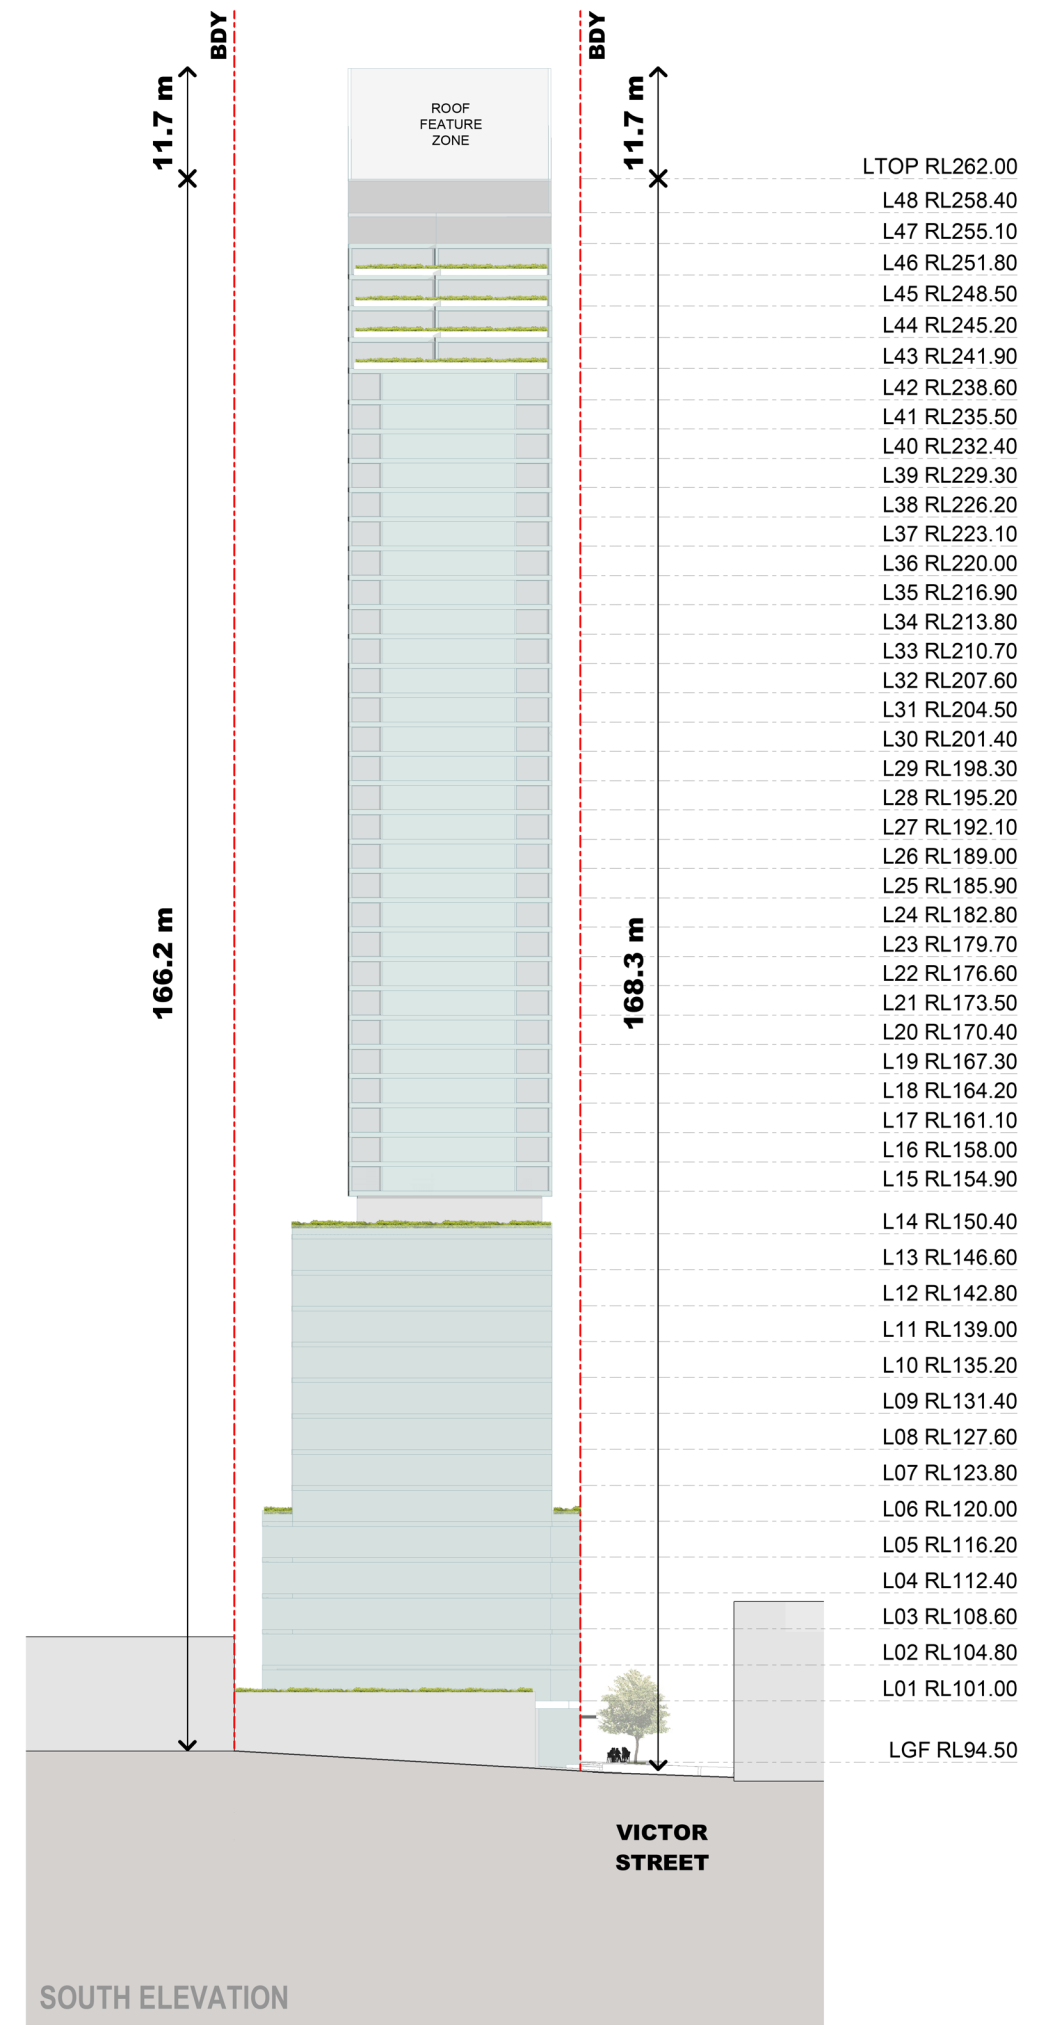 BDY
BDY
11.7 m
11.7 m
ROOF
FEATURE
ZONE
LTOP RL262.00
L48 RL258.40
L47 RL255.10
L46 RL251.80
L45 RL248.50
L44 RL245.20
L43 RL241.90
L42 RL238.60
L41 RL235.50
L40 RL232.40
L39 RL229.30
L38 RL226.20
L37 RL223.10
L36 RL220.00
L35 RL216.90
L34 RL213.80
L33 RL210.70
L32 RL207.60
L31 RL204.50
L30 RL201.40
L29 RL198.30
L28 RL195.20
L27 RL192.10
L26 RL189.00
L25 RL185.90
L24 RL182.80
166.2 m
168.3 m
L23 RL179.70
L22 RL176.60
L21 RL173.50
L20 RL170.40
L19 RL167.30
L18 RL164.20
L17 RL161.10
L16 RL158.00
L15 RL154.90
L14 RL150.40
L13 RL146.60
L12 RL142.80
L11 RL139.00
L10 RL135.20
L09 RL131.40
L08 RL127.60
L07 RL123.80
L06 RL120.00
L05 RL116.20
L04 RL112.40
L03 RL108.60
L02 RL104.80
L01 RL101.00
LGF RL94.50
VICTOR
STREET
SOUTH ELEVATION